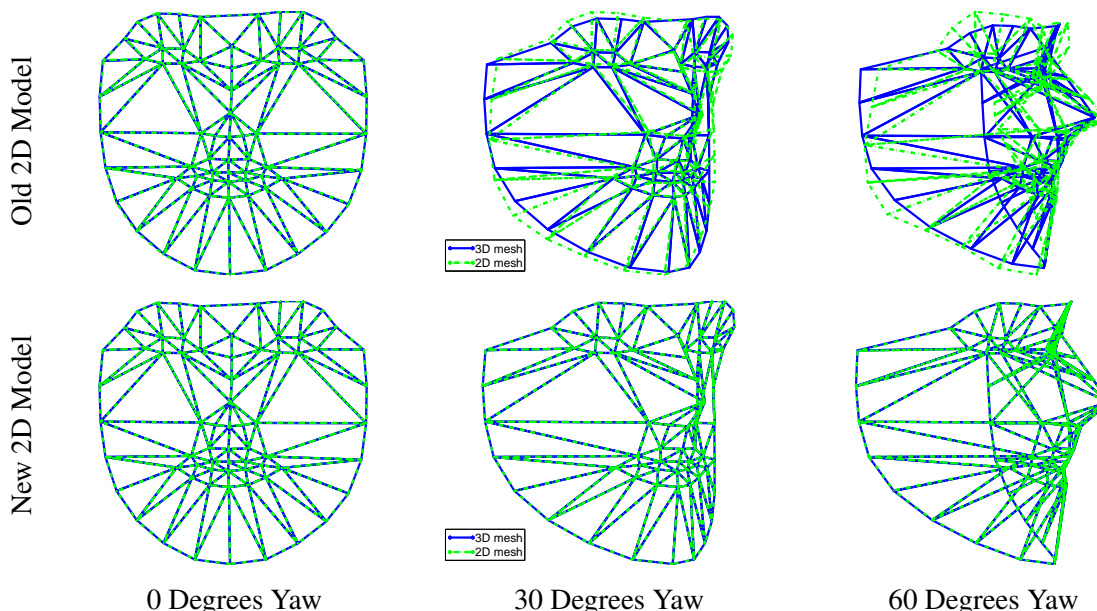 Old 2D Model
3D mesh
2D mesh
New 2D Model
3D mesh
2D mesh
0 Degrees Yaw
30 Degrees Yaw
60 Degrees Yaw